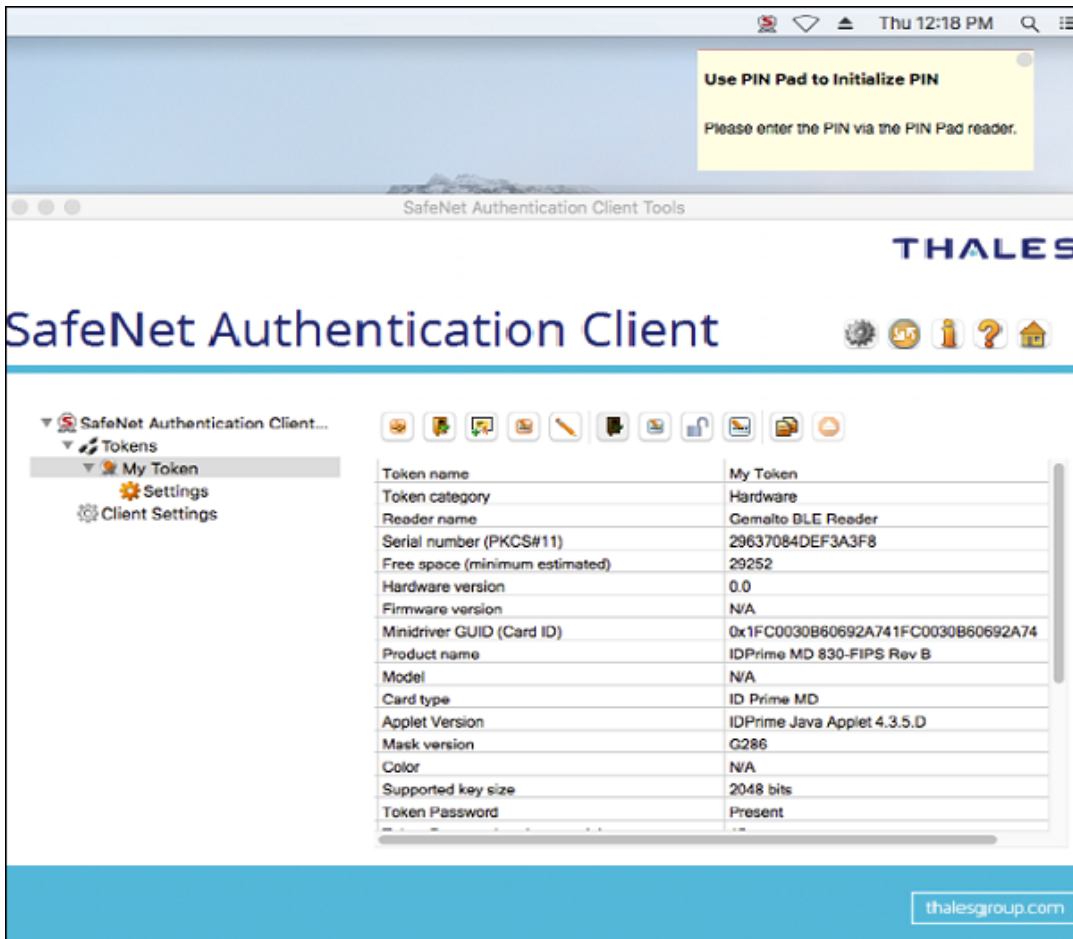 Thu 12:18 PM
Use PIN Pad to Initialize PIN
Please enter the PIN via the PIN Pad reader.
SafeNet Authentication Client Tools
THALES
SafeNet Authentication Client
SafeNet Authentication Client...
Tokens
My Token
Settings
Client Settings
Token name My Token
Token category Hardware
Reader name Gemalto BLE Reader
Serial number (PKCS#11) 29637084DEF3A3F8
Free space (minimum estimated) 29252
Hardware version 0.0
Firmware version N/A
Minidriver GUID (Card ID) 0x1FC0030B60692A741FC0030B60692A74
Product name IDPrime MD 830-FIPS Rev B
Model N/A
Card type ID Prime MD
Applet Version IDPrime Java Applet 4.3.5.D
Mask version G286
Color N/A
Supported key size 2048 bits
Token Password Present
thalesgroup.com